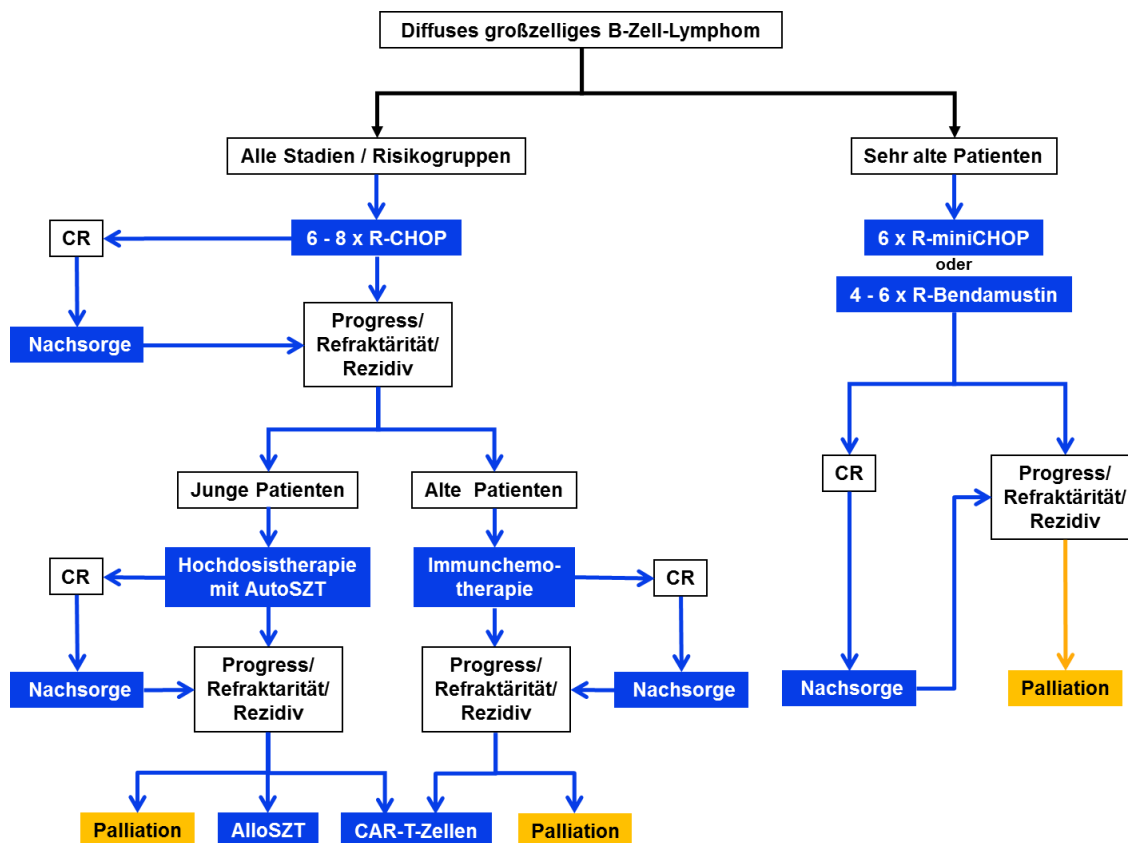 Diffuses großzelliges B-Zell-Lymphom
Alle Stadien / Risikogruppen
Sehr alte Patienten
CR
6 - 8 x R-CHOP
6 x R-miniCHOP
oder
4 - 6 x R-Bendamustin
Nachsorge
Progress/
Refraktärität/
Rezidiv
Junge Patienten
Alte Patienten
CR
Progress/
Refraktärität/
Rezidiv
CR
Hochdosistherapie
mit AutoSZT
Immunchemo-
therapie
CR
Nachsorge
Progress/
Refraktarität/
Rezidiv
Progress/
Refraktärität/
Rezidiv
Nachsorge
Nachsorge
Palliation
Palliation
AlloSZT
CAR-T-Zellen
Palliation